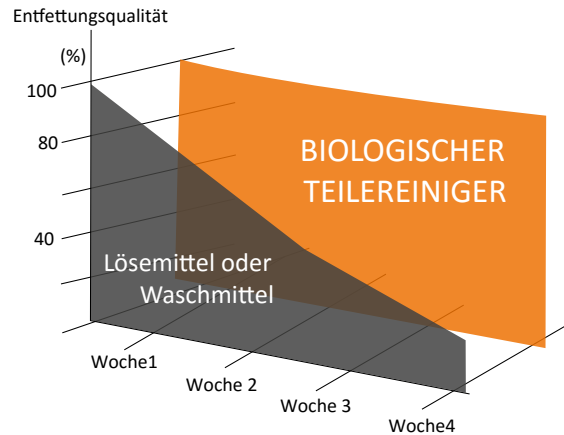 Entfettungsqualität
(%)
100
80
40
BIOLOGISCHER
TEILEREINIGER
Lösemittel oder
Waschmittel
Woche1
Woche 2
Woche 3
Woche4